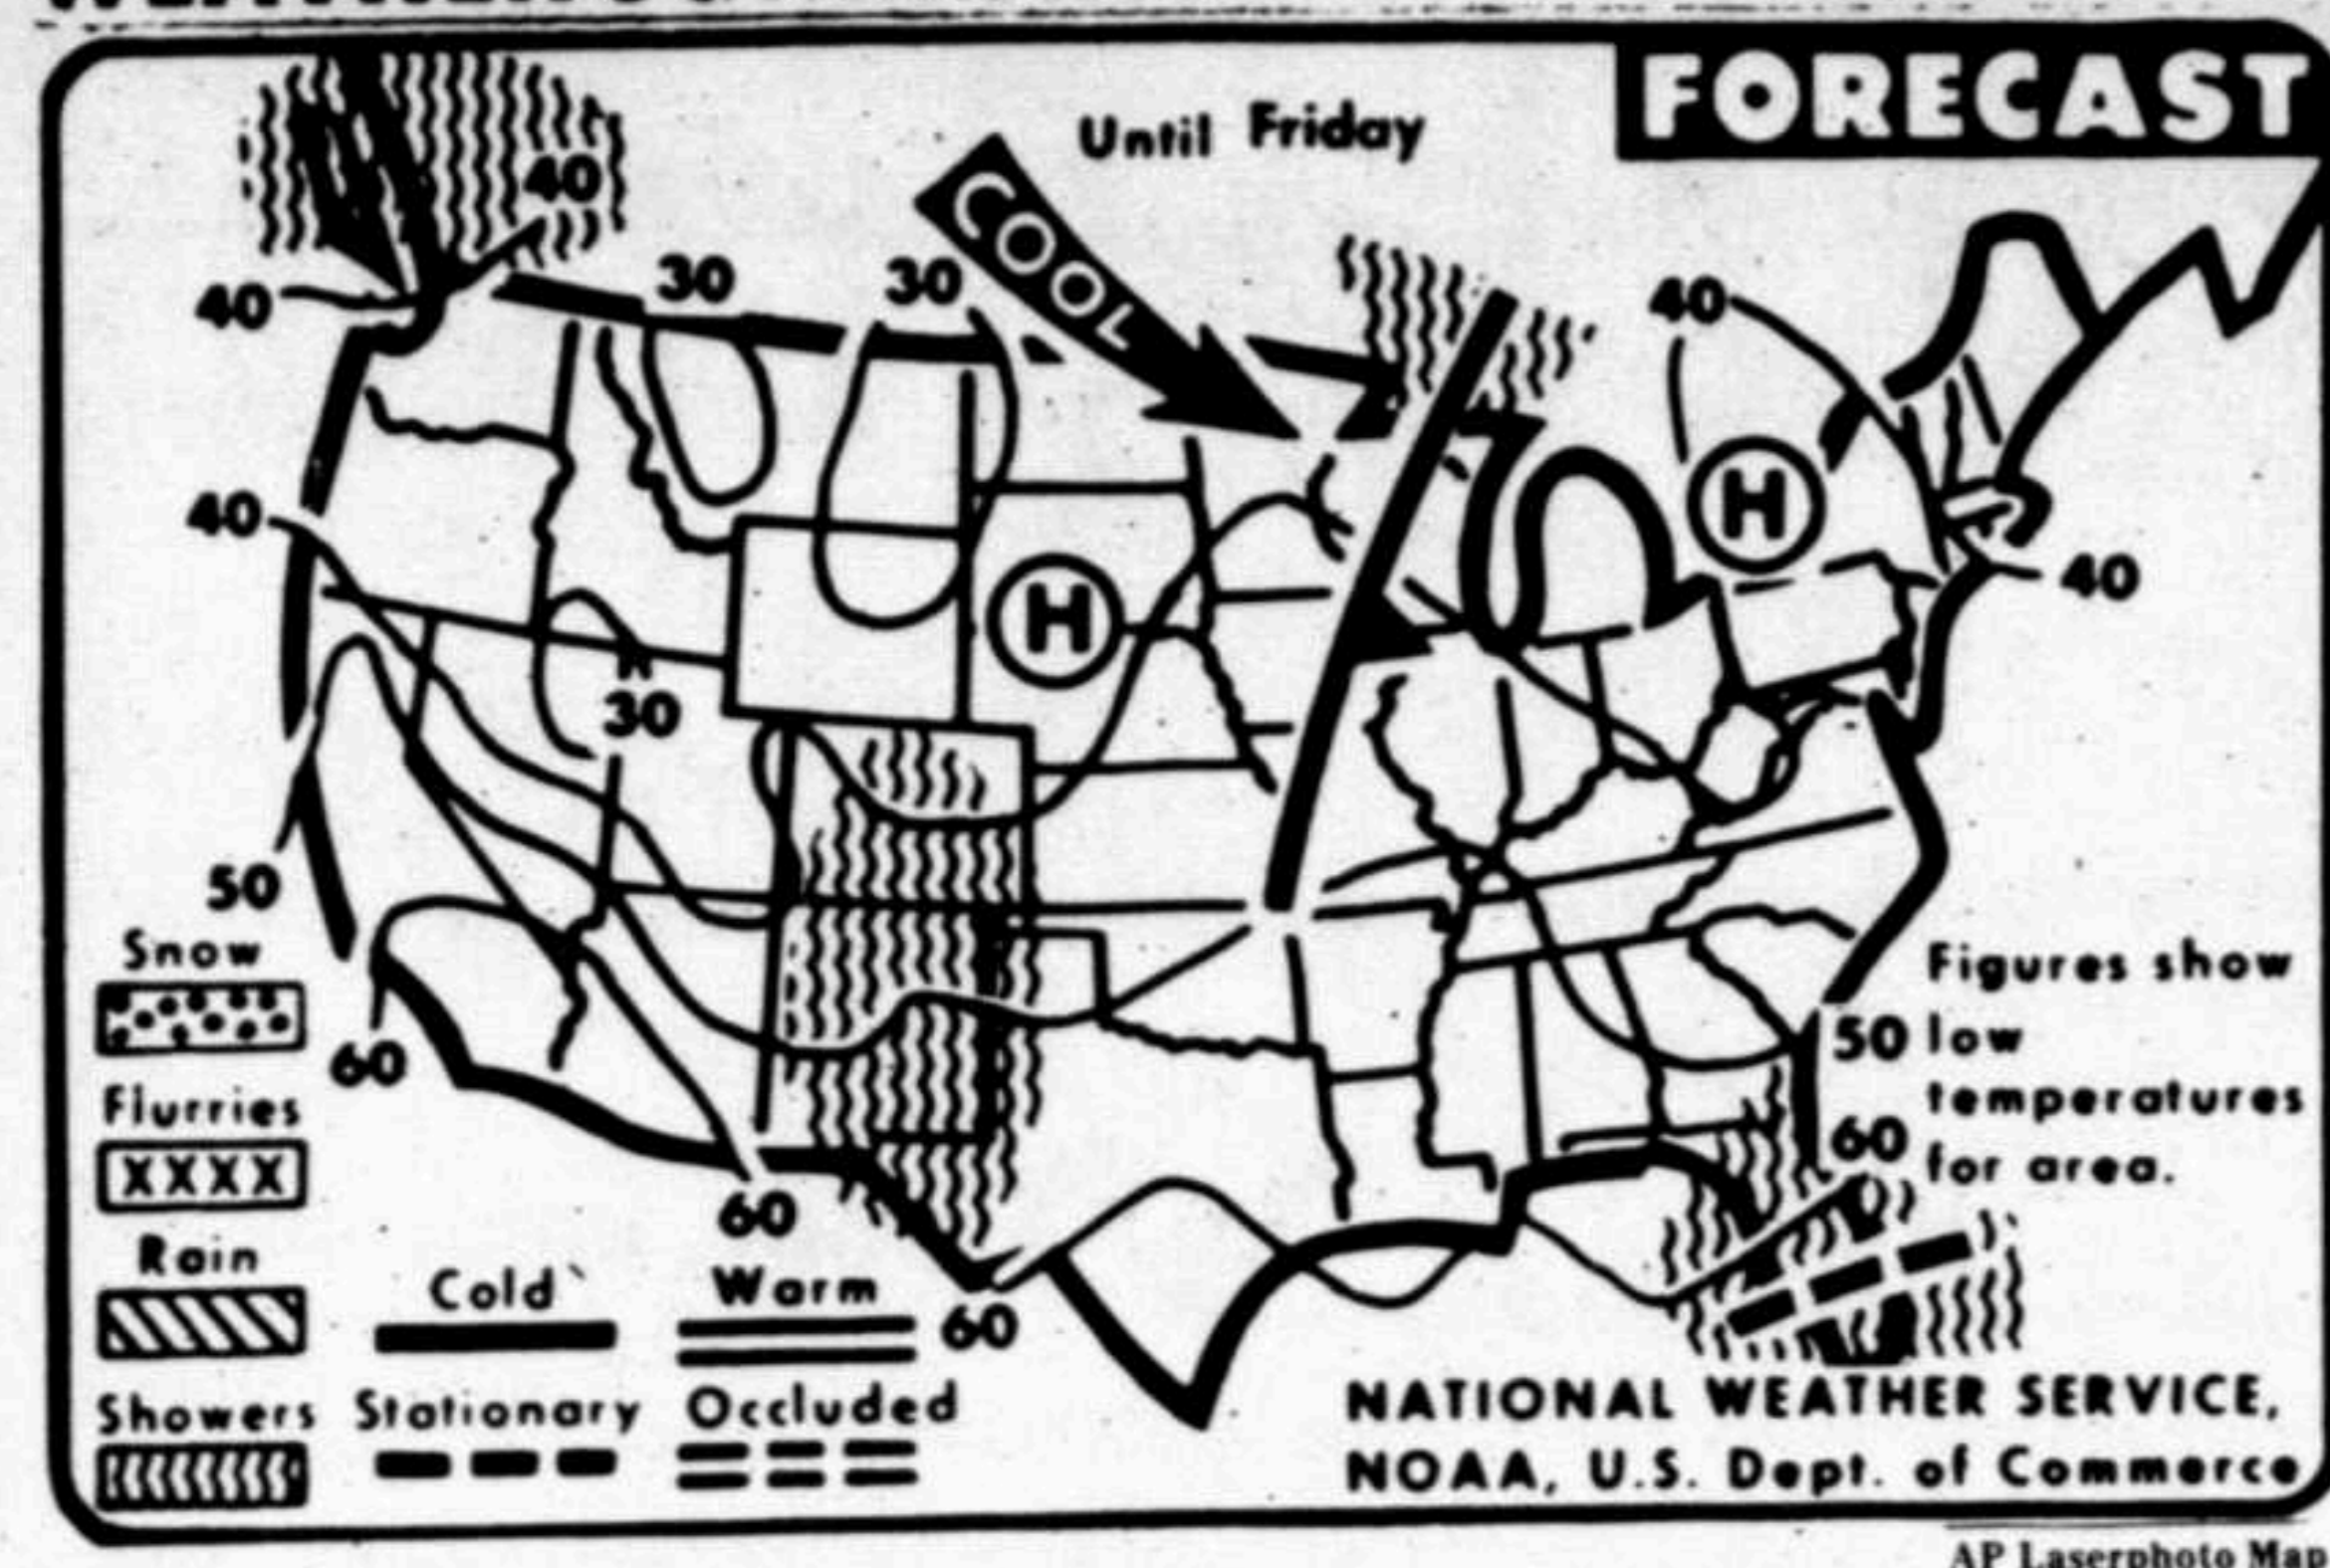 FORECAST
Until Friday
COOL
40
40
30
30
40
40
H
H
40
30
50
60
60
60
50
60
Figures show
low
temperatures
for area.
Snow
Flurries
XXXX
Rain
Showers
Cold
Warm
Stationary
Occluded
NATIONAL WEATHER SERVICE,
NOAA, U.S. Dept. of Commerce
AP Laserphoto Map